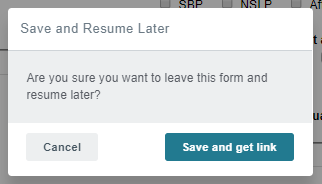 SBP NSLP
Save and Resume Later
Are you sure you want to leave this form and
resume later?
Cancel Save and get link